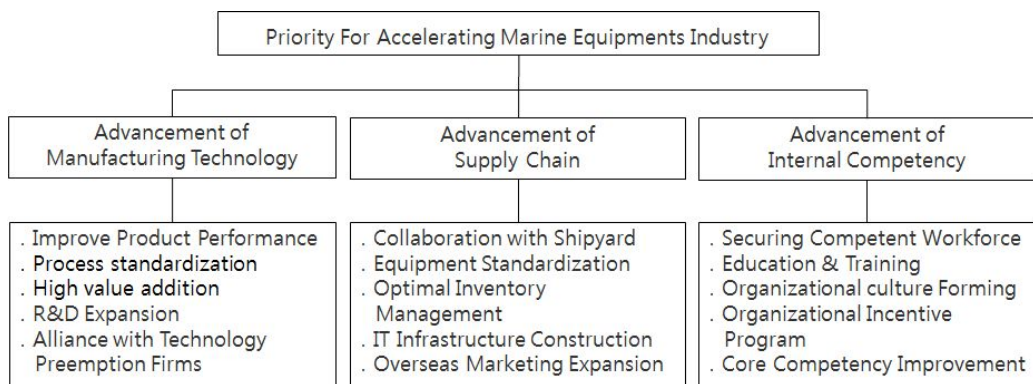 Priority For Accelerating Marine Equipments Industry
Advancement of
Manufacturing Technology
Advancement of
Supply Chain
Advancement of
Internal Competency
. Improve Product Performance
. Process standardization
. High value addition
. R&D Expansion
. Alliance with Technology
Preemption Firms
. Collaboration with Shipyard
. Equipment Standardization
. Optimal Inventory
Management
. IT Infrastructure Construction
. Overseas Marketing Expansion
. Securing Competent Workforce
. Education & Training
. Organizational culture Forming
. Organizational Incentive
Program
. Core Competency Improvement